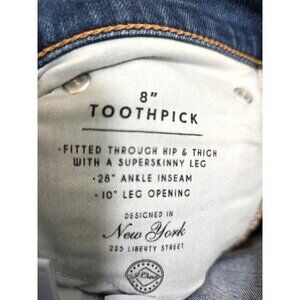 8"
TOOTHPICK
· FITTED THROUGH HIP & THIGH
WITH A SUPERSKINNY LEG
· 28" ANKLE INSEAM
· 10" LEG OPENING
DESIGNED IN
New York
225 LIBERTY STREET